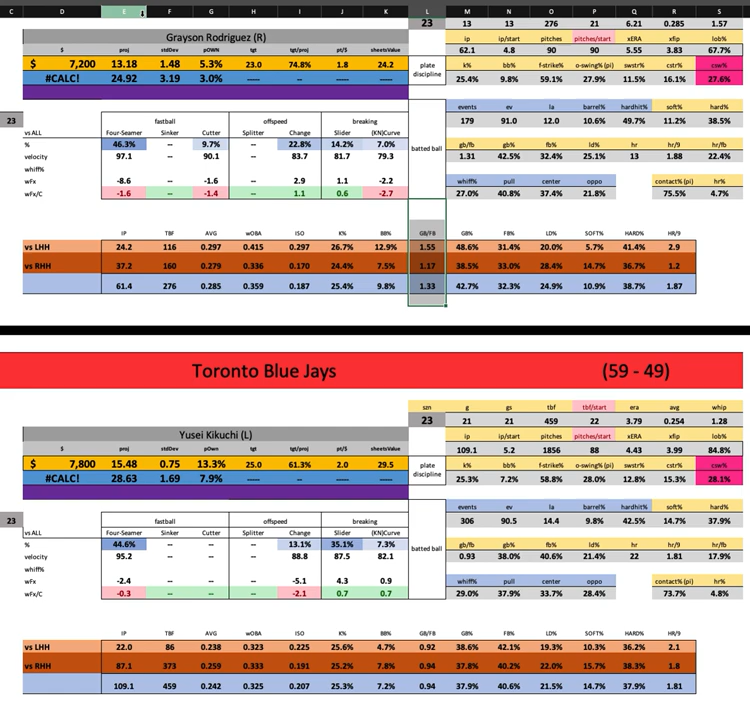 C D E F G H I J K L M N O P Q R S
23 13 13 276 21 6.21 0.285 1.57
Grayson Rodriguez (R) ip ip/start pitches pitches/start xERA xfip lob%
$ proj stdDev pOWN tgt tgt/proj pt/$ sheetsValue 62.1 4.8 90 90 5.55 3.83 67.7%
$ 7,200 13.18 1.48 5.3% 23.0 74.8% 1.8 24.2 plate discipline k% bb% f-strike% o-swing% (pi) swstr% cstr% csw%
#CALC! 24.92 3.19 3.0% ---- -- ---- ---- 25.4% 9.8% 59.1% 27.9% 11.5% 16.1% 27.6%
events ev la barrel% hardhit% soft% hard%
23 fastball offspeed breaking 179 91.0 12.0 10.6% 49.7% 11.2% 38.5%
vs ALL Four-Seamer Sinker Cutter Splitter Change Slider (KN)Curve
% 46.3% -- 9.7% -- 22.8% 14.2% 7.0% batted ball gb/fb gb% fb% ld% hr hr/9 hr/fb
velocity 97.1 -- 90.1 -- 83.7 81.7 79.3 1.31 42.5% 32.4% 25.1% 13 1.88 22.4%
whiff%
wFx -8.6 -- -1.6 -- 2.9 1.1 -2.2 whiff% pull center oppo contact% (pi) hr%
wFx/C -1.6 -- -1.4 -- 1.1 0.6 -2.7 27.0% 40.8% 37.4% 21.8% 75.5% 4.7%
IP TBF AVG wOBA ISO K% BB% GB/FB GB% FB% LD% SOFT% HARD% HR/9
vs LHH 24.2 116 0.297 0.415 0.297 26.7% 12.9% 1.55 48.6% 31.4% 20.0% 5.7% 41.4% 2.9
vs RHH 37.2 160 0.279 0.336 0.170 24.4% 7.5% 1.17 38.5% 33.0% 28.4% 14.7% 36.7% 1.2
61.4 276 0.285 0.359 0.187 25.4% 9.8% 1.33 42.7% 32.3% 24.9% 10.9% 38.7% 1.87
Toronto Blue Jays (59 - 49)
szn g gs tbf tbf/start era avg whip
23 21 21 459 22 3.79 0.254 1.28
Yusei Kikuchi (L) ip ip/start pitches pitches/start xERA xfip lob%
$ proj stdDev pOwn tgt tgt/proj pt/$ sheetsValue 109.1 5.2 1856 88 4.43 3.99 84.8%
$ 7,800 15.48 0.75 13.3% 25.0 61.3% 2.0 29.5 plate discipline k% bb% f-strike% o-swing% (pi) swstr% cstr% csw%
#CALC! 28.63 1.69 7.9% ---- -- ---- ---- 25.3% 7.2% 58.8% 28.0% 12.8% 15.3% 28.1%
events ev la barrel% hardhit% soft% hard%
23 fastball offspeed breaking 306 90.5 14.4 9.8% 42.5% 14.7% 37.9%
vs ALL Four-Seamer Sinker Cutter Splitter Change Slider (KN)Curve
% 44.6% -- -- -- 13.1% 35.1% 7.3% batted ball gb/fb gb% fb% ld% hr hr/9 hr/fb
velocity 95.2 -- -- -- 88.8 87.5 82.1 0.93 38.0% 40.6% 21.4% 22 1.81 17.9%
whiff%
wFx -2.4 -- -- -- -5.1 4.3 0.9 whiff% pull center oppo contact% (pi) hr%
wFx/C -0.3 -- -- -- -2.1 0.7 0.7 29.0% 37.9% 33.7% 28.4% 73.7% 4.8%
IP TBF AVG wOBA ISO K% BB% GB/FB GB% FB% LD% SOFT% HARD% HR/9
vs LHH 22.0 86 0.238 0.323 0.225 25.6% 4.7% 0.92 38.6% 42.1% 19.3% 10.3% 36.2% 2.1
vs RHH 87.1 373 0.259 0.333 0.191 25.2% 7.8% 0.94 37.8% 40.2% 22.0% 15.7% 38.3% 1.8
109.1 459 0.242 0.325 0.207 25.3% 7.2% 0.94 37.9% 40.6% 21.5% 14.7% 37.9% 1.81